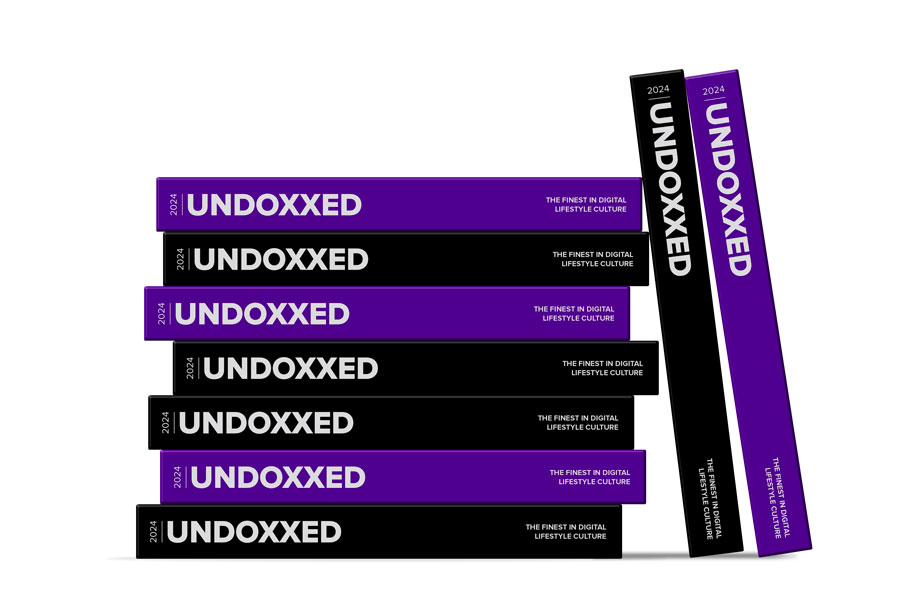 2024
UNDOXXED
THE FINEST IN DIGITAL
LIFESTYLE CULTURE
2024
UNDOXXED
THE FINEST IN DIGITAL
LIFESTYLE CULTURE
2024
UNDOXXED
THE FINEST IN DIGITAL
LIFESTYLE CULTURE
2024
UNDOXXED
THE FINEST IN DIGITAL
LIFESTYLE CULTURE
2024
UNDOXXED
THE FINEST IN DIGITAL
LIFESTYLE CULTURE
2024
UNDOXXED
THE FINEST IN DIGITAL
LIFESTYLE CULTURE
2024
UNDOXXED
THE FINEST IN DIGITAL
LIFESTYLE CULTURE
2024
UNDOXXED
THE FINEST IN DIGITAL
LIFESTYLE CULTURE
2024
UNDOXXED
THE FINEST IN DIGITAL
LIFESTYLE CULTURE